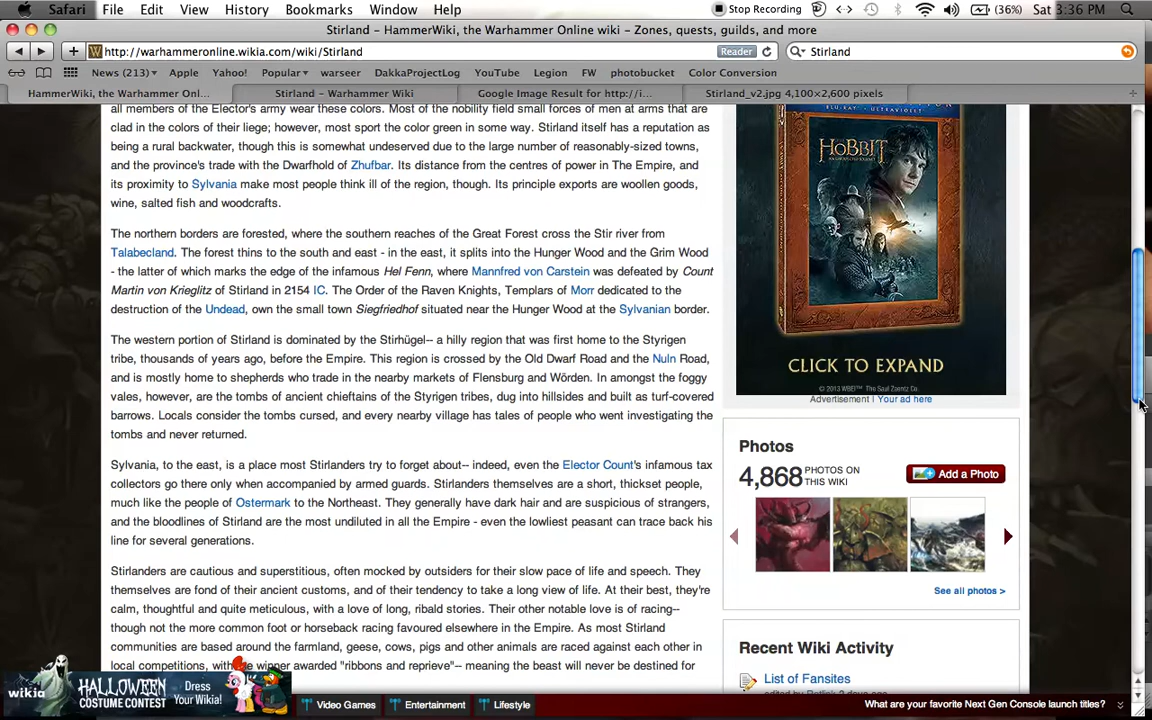 Safari File Edit View History Bookmarks Window Help Stop Recording (36%) Sat 3:36 PM
Stirland – HammerWiki, the Warhammer Online wiki – Zones, quests, guilds, and more
http://warhammeronline.wikia.com/wiki/Stirland Reader Stirland
News (213) Apple Yahoo! Popular warseer DakkaProjectLog YouTube Legion FW photobucket Color Conversion
HammerWiki, the Warhammer Onl... Stirland – Warhammer Wiki Google Image Result for http://i... Stirland_v2.jpg 4,100×2,600 pixels
all members of the Elector's army wear these colors. Most of the nobility field small forces of men at arms that are
clad in the colors of their liege; however, most sport the color green in some way. Stirland itself has a reputation as
being a rural backwater, though this is somewhat undeserved due to the large number of reasonably-sized towns,
and the province's trade with the Dwarfhold of Zhufbar. Its distance from the centres of power in The Empire, and
its proximity to Sylvania make most people think ill of the region, though. Its principle exports are woollen goods,
wine, salted fish and woodcrafts.
The northern borders are forested, where the southern reaches of the Great Forest cross the Stir river from
Talabecland. The forest thins to the south and east - in the east, it splits into the Hunger Wood and the Grim Wood
- the latter of which marks the edge of the infamous Hel Fenn, where Mannfred von Carstein was defeated by Count
Martin von Krieglitz of Stirland in 2154 IC. The Order of the Raven Knights, Templars of Morr dedicated to the
destruction of the Undead, own the small town Siegfriedhof situated near the Hunger Wood at the Sylvanian border.
The western portion of Stirland is dominated by the Stirhügel-- a hilly region that was first home to the Styrigen
tribe, thousands of years ago, before the Empire. This region is crossed by the Old Dwarf Road and the Nuln Road,
and is mostly home to shepherds who trade in the nearby markets of Flensburg and Wörden. In amongst the foggy
vales, however, are the tombs of ancient chieftains of the Styrigen tribes, dug into hillsides and built as turf-covered
barrows. Locals consider the tombs cursed, and every nearby village has tales of people who went investigating the
tombs and never returned.
Sylvania, to the east, is a place most Stirlanders try to forget about-- indeed, even the Elector Count's infamous tax
collectors go there only when accompanied by armed guards. Stirlanders themselves are a short, thickset people,
much like the people of Ostermark to the Northeast. They generally have dark hair and are suspicious of strangers,
and the bloodlines of Stirland are the most undiluted in all the Empire - even the lowliest peasant can trace back his
line for several generations.
Stirlanders are cautious and superstitious, often mocked by outsiders for their slow pace of life and speech. They
themselves are fond of their ancient customs, and of their tendency to take a long view of life. At their best, they're
calm, thoughtful and quite meticulous, with a love of long, ribald stories. Their other notable love is of racing--
though not the more common foot or horseback racing favoured elsewhere in the Empire. As most Stirland
communities are based around the farmland, geese, cows, pigs and other animals are raced against each other in
local competitions, with the winner awarded "ribbons and reprieve"-- meaning the beast will never be destined for
BLU-RAY ULTRAVIOLET
THE HOBBIT
AN UNEXPECTED JOURNEY
CLICK TO EXPAND
© 2013 WBEI ™ The Saul Zaentz Co.
Advertisement | Your ad here
Photos
4,868 PHOTOS ON THIS WIKI Add a Photo
See all photos >
Recent Wiki Activity
List of Fansites
wikia HALLOWEEN COSTUME CONTEST Dress Your Wikia!
Video Games Entertainment Lifestyle What are your favorite Next Gen Console launch titles?